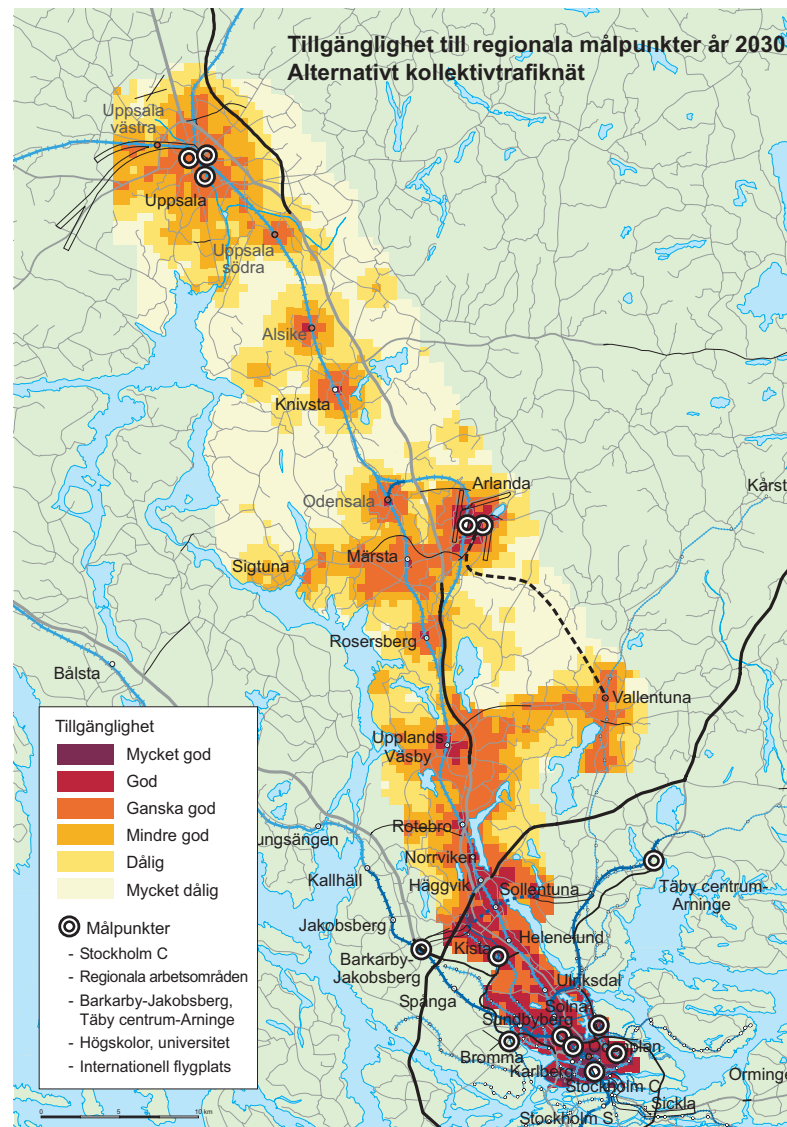 Tillgänglighet till regionala målpunkter år 2030
Alternativt kollektivtrafiknät
Uppsala
västra
Uppsala
Uppsala
södra
Alsike
Knivsta
Arlanda
Kårst
Odensala
Märsta
Sigtuna
Rosersberg
Bålsta
Vallentuna
Upplands
Väsby
Tillgänglighet
Mycket god
God
Ganska god
Mindre god
Dålig
Mycket dålig
Målpunkter
- Stockholm C
- Regionala arbetsområden
- Barkarby-Jakobsberg,
Täby centrum-Arninge
- Högskolor, universitet
- Internationell flygplats
Rotebro
ungsängen
Norrviken
Kallhäll
Häggvik
Sollentuna
Täby centrum-
Arninge
Jakobsberg
Helenelund
Kista
Barkarby-
Jakobsberg
Ulriksdal
Spånga
Solna
Sundbyberg
Bromma
Karlberg
Stockholm C
Örminge
Sickla
Stockholm S
0 5 10 km